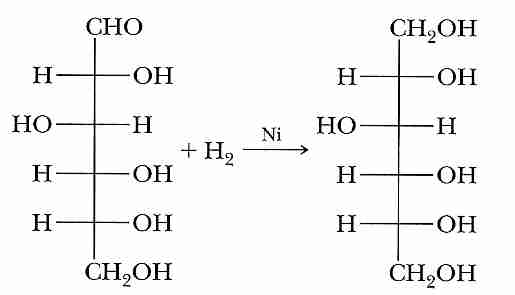 CHO CH₂OH
H OH H OH
HO H HO H
+ H₂ Ni
H OH H OH
H OH H OH
CH₂OH CH₂OH